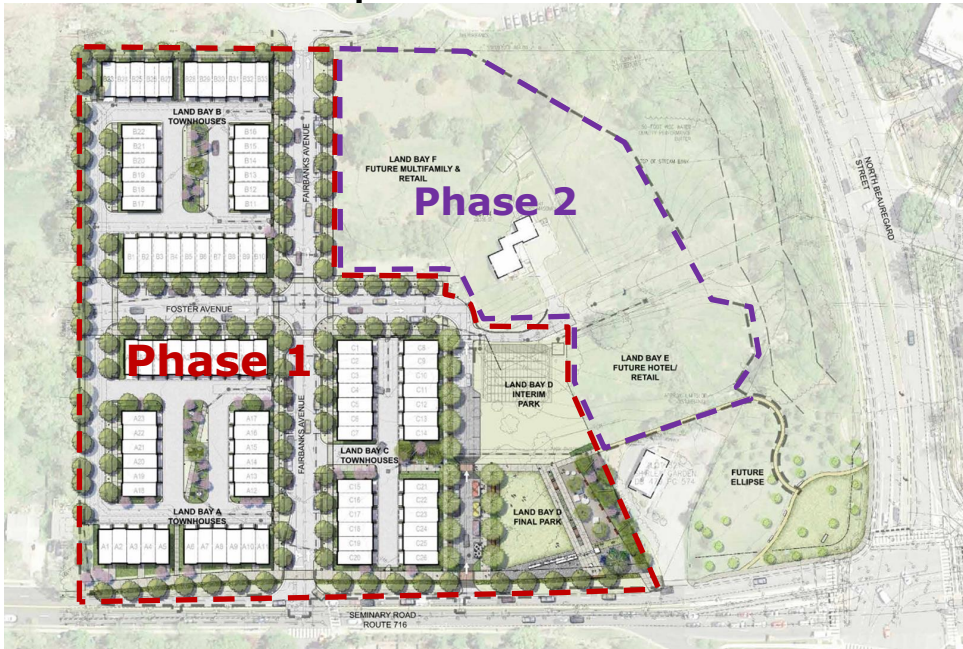 B25
B26
B27
B28
B29
B30
B31
B32
B33
LAND BAY B
TOWNHOUSES
B22
B21
B20
B19
B18
B17
B16
B15
B14
B13
B12
B11
FAIRBANKS AVENUE
LAND BAY F
FUTURE MULTIFAMILY &
RETAIL
Phase 2
NORTH BEAUREGARD
STREET
B1 B2 B3 B4 B5 B6 B7 B8 B9 B10
FOSTER AVENUE
Phase 1
C1
C2
C3
C4
C5
C6
C7
C8
C9
C10
C11
C12
C13
C14
LAND BAY D
INTERIM
PARK
LAND BAY E
FUTURE HOTEL/
RETAIL
A23
A22
A21
A20
A19
A18
A17
A16
A15
A14
A13
A12
FAIRBANKS AVENUE
LAND BAY C
TOWNHOUSES
C15
C16
C17
C18
C19
C20
C21
C22
C23
C24
C25
C26
LAND BAY D
FINAL PARK
FUTURE
ELLIPSE
LAND BAY A
TOWNHOUSES
A1 A2 A3 A4 A5
A6 A7 A8 A9 A10 A11
SEMINARY ROAD -
ROUTE 716